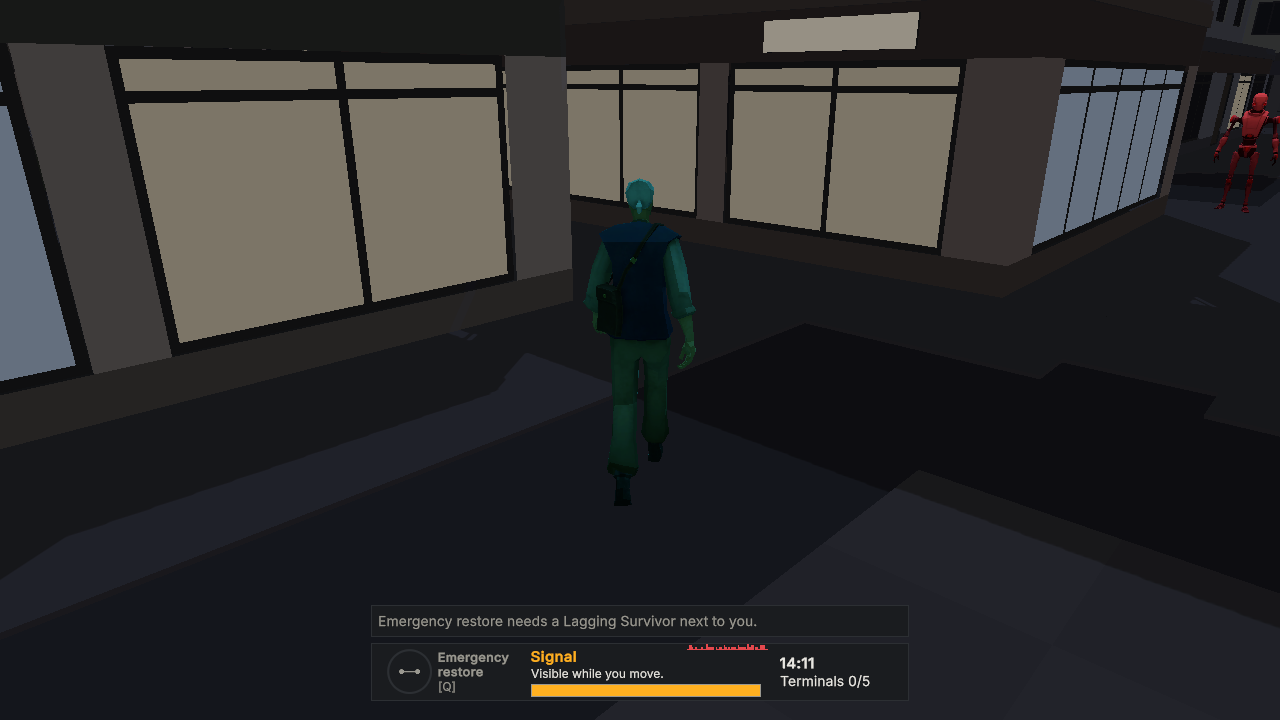 Emergency restore needs a Lagging Survivor next to you.
Emergency
restore
[Q]
Signal
Visible while you move.
14:11
Terminals 0/5